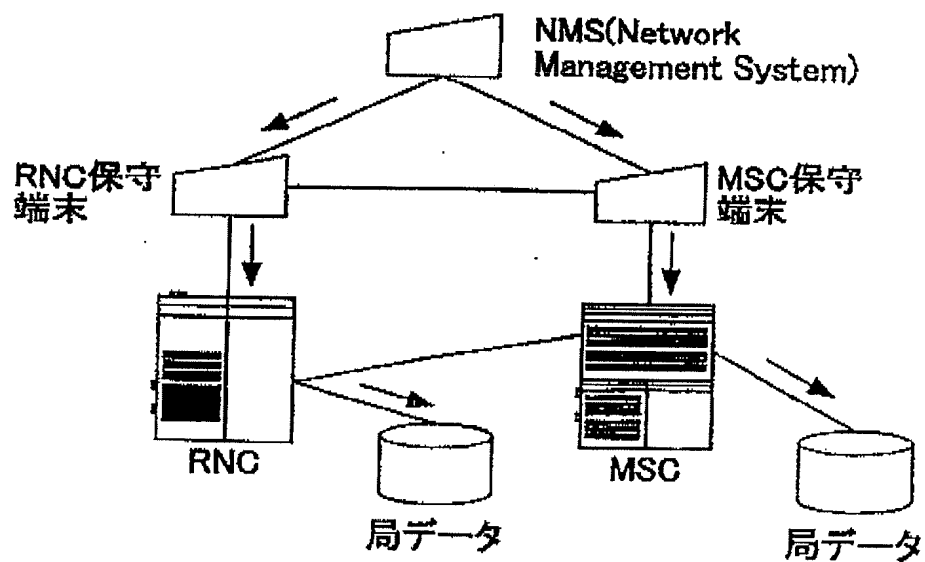 NMS(Network
Management System)
RNC保守
端末
MSC保守
端末
RNC
MSC
局データ
局データ